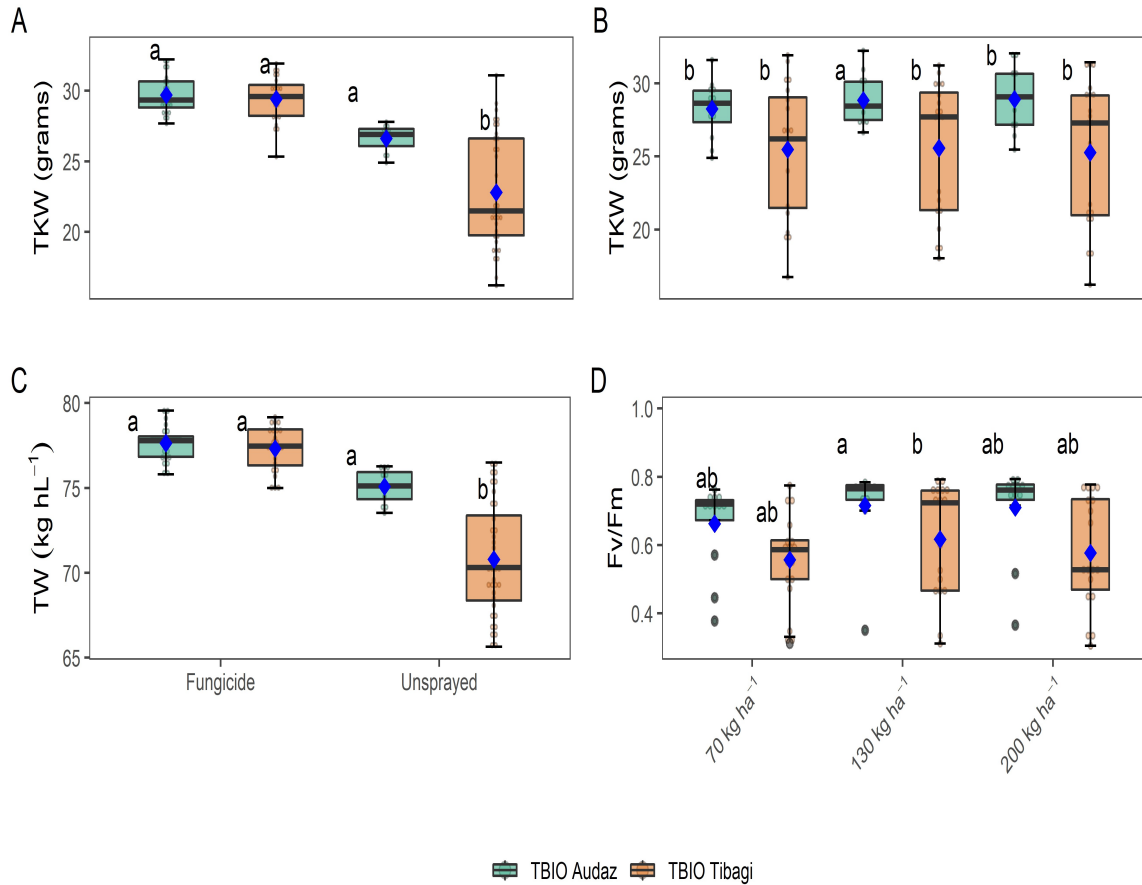 A
TKW (grams)
30
25
20
a
a
a
b
B
TKW (grams)
30
25
20
b
b
a
b
b
b
C
TW (kg hL⁻¹)
80
75
70
65
a
a
a
b
Fungicide
Unsprayed
D
Fv/Fm
1.0
0.8
0.6
0.4
ab
ab
a
b
ab
ab
70 kg ha⁻¹
130 kg ha⁻¹
200 kg ha⁻¹
TBIO Audaz
TBIO Tibagi